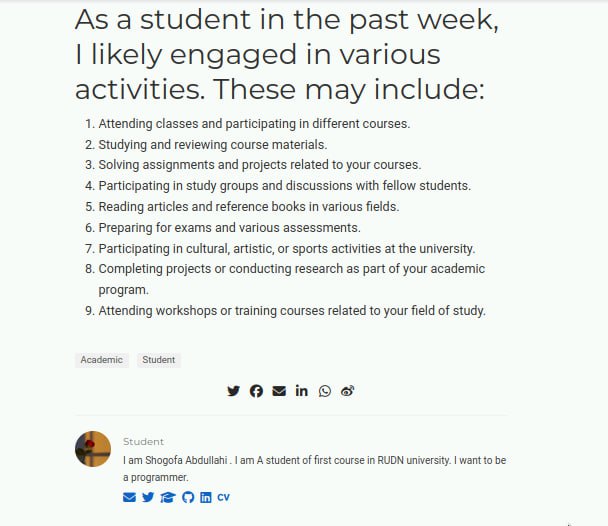 As a student in the past week,
I likely engaged in various
activities. These may include:
1. Attending classes and participating in different courses.
2. Studying and reviewing course materials.
3. Solving assignments and projects related to your courses.
4. Participating in study groups and discussions with fellow students.
5. Reading articles and reference books in various fields.
6. Preparing for exams and various assessments.
7. Participating in cultural, artistic, or sports activities at the university.
8. Completing projects or conducting research as part of your academic
program.
9. Attending workshops or training courses related to your field of study.
Academic Student
Student
I am Shogofa Abdullahi . I am A student of first course in RUDN university. I want to be
a programmer.
CV